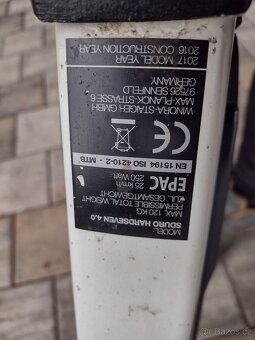 MODEL:
SDURO HARDSEVEN 4.0
MAX. 120 KG
PERMISSIBLE TOTAL WEIGHT
ZUL. GESAMTGEWICHT
EPAC 25 km/h
250 Watt
EN 15194 ISO 4210-2 - MTB
CE
WINORA-STAIGER GMBH
MAX-PLANCK-STRASSE 6
97526 SENNFELD
GERMANY
2017 MODEL YEAR
2016 CONSTRUCTION YEAR